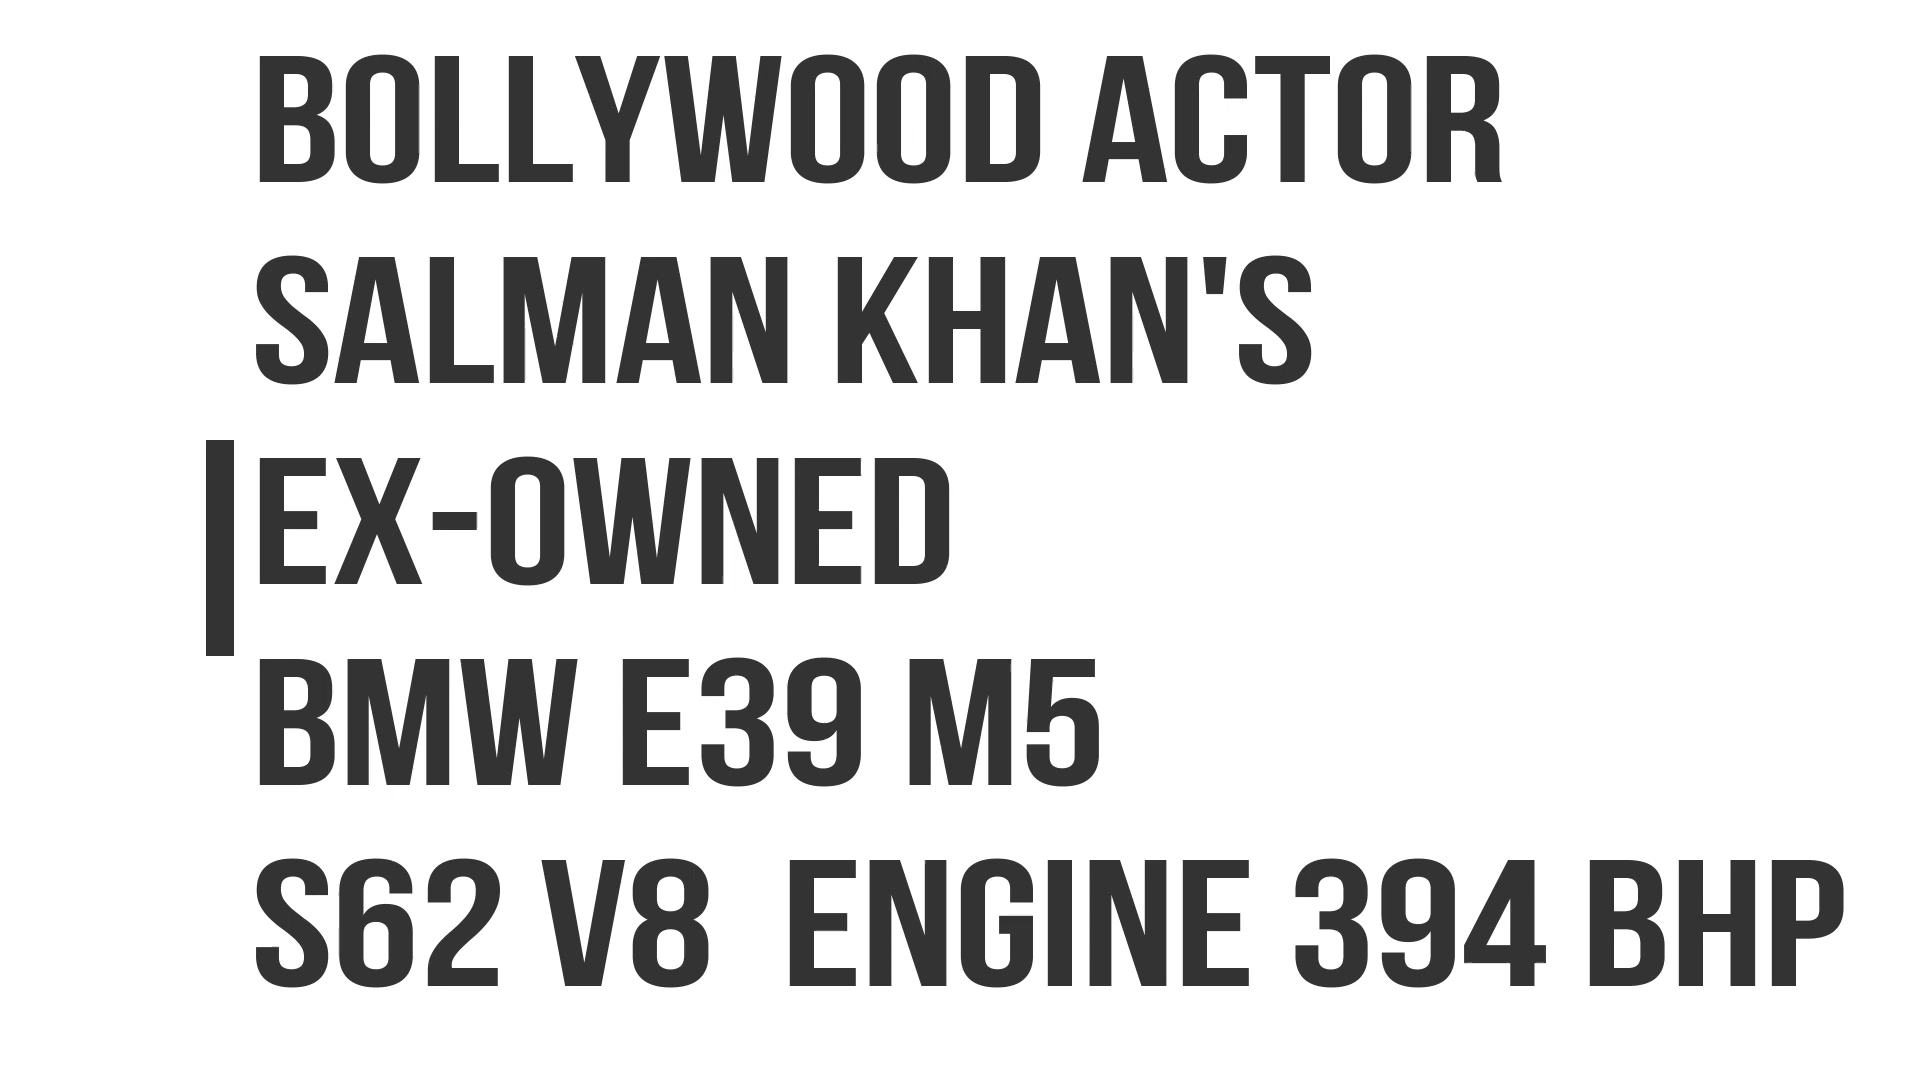 BOLLYWOOD ACTOR
SALMAN KHAN'S
EX-OWNED
BMW E39 M5
S62 V8  ENGINE 394 BHP